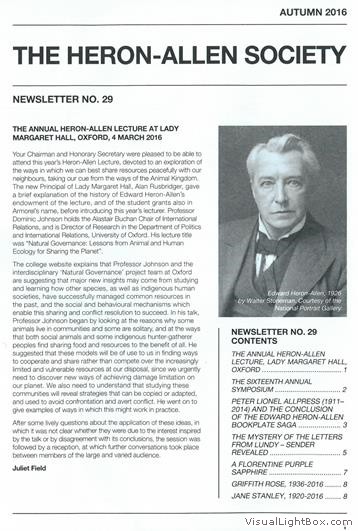 AUTUMN 2016
THE HERON-ALLEN SOCIETY
NEWSLETTER NO. 29
THE ANNUAL HERON-ALLEN LECTURE AT LADY
MARGARET HALL, OXFORD, 4 MARCH 2016
Your Chairman and Honorary Secretary were pleased to be able to
attend this year's Heron-Allen Lecture, devoted to an exploration of
the ways in which we can best share resources peacefully with our
neighbours, taking our cue from the ways of the Animal Kingdom.
The new Principal of Lady Margaret Hall, Alan Rusbridger, gave
a brief explanation of the history of Edward Heron-Allen's
endowment of the lecture, and of the student grants also in
Armorel's name, before introducing this year's lecturer. Professor
Dominic Johnson holds the Alastair Buchan Chair of International
Relations, and is Director of Research in the Department of Politics
and International Relations, University of Oxford. His lecture title
was "Natural Governance: Lessons from Animal and Human
Ecology for Sharing the Planet".
The college website explains that Professor Johnson and the
interdisciplinary 'Natural Governance' project team at Oxford
are suggesting that major new insights may come from studying
and learning how other species, as well as indigenous human
societies, have successfully managed common resources in
the past, and the social and behavioural mechanisms which
enable this sharing and conflict resolution to succeed. In his talk,
Professor Johnson began by looking at the reasons why some
animals live in communities and some are solitary, and at the ways
that both social animals and some indigenous hunter-gatherer
peoples find sharing food and resources to the benefit of all. He
suggested that these models will be of use to us in finding ways
to cooperate and share rather than compete over the increasingly
limited and vulnerable resources at our disposal, since we urgently
need to discover new ways of achieving damage limitation on
our planet. We also need to understand that studying these
communities will reveal strategies that can be copied or adapted,
and used to avoid confrontation and avert conflict. He went on to
give examples of ways in which this might work in practice.
After some lively questions about the application of these ideas, in
which it was not clear whether they were due to the interest inspired
by the talk or by disagreement with its conclusions, the session was
followed by a reception, at which further conversations took place
between members of the large and varied audience.
Juliet Field
Edward Heron-Allen, 1926
by Walter Stoneman, Courtesy of the
National Portrait Gallery
NEWSLETTER NO. 29
CONTENTS
THE ANNUAL HERON-ALLEN
LECTURE, LADY MARGARET HALL,
OXFORD ... 1
THE SIXTEENTH ANNUAL
SYMPOSIUM ... 2
PETER LIONEL ALLPRESS (1911–
2014) AND THE CONCLUSION
OF THE EDWARD HERON-ALLEN
BOOKPLATE SAGA ... 3
THE MYSTERY OF THE LETTERS
FROM LUNDY – SENDER
REVEALED ... 5
A FLORENTINE PURPLE
SAPPHIRE ... 7
GRIFFITH ROSE, 1936-2016 ... 8
JANE STANLEY, 1920-2016 ... 8
1
VisualLightBox.com